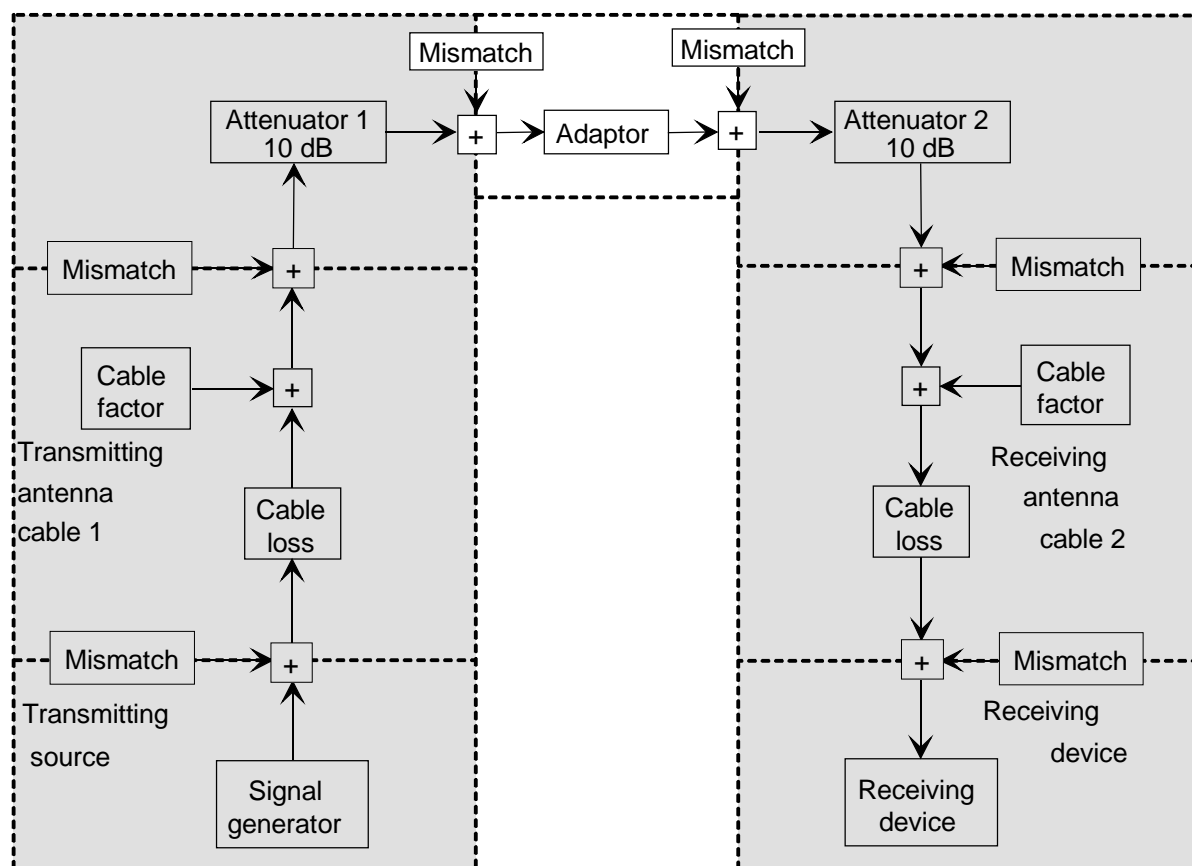 Mismatch
Mismatch
Attenuator 1
10 dB
+
Adaptor
+
Attenuator 2
10 dB
Mismatch
+
+
Mismatch
Cable
factor
+
+
Cable
factor
Transmitting
antenna
cable 1
Cable
loss
Cable
loss
Receiving
antenna
cable 2
Mismatch
+
+
Mismatch
Transmitting
source
Receiving
device
Signal
generator
Receiving
device